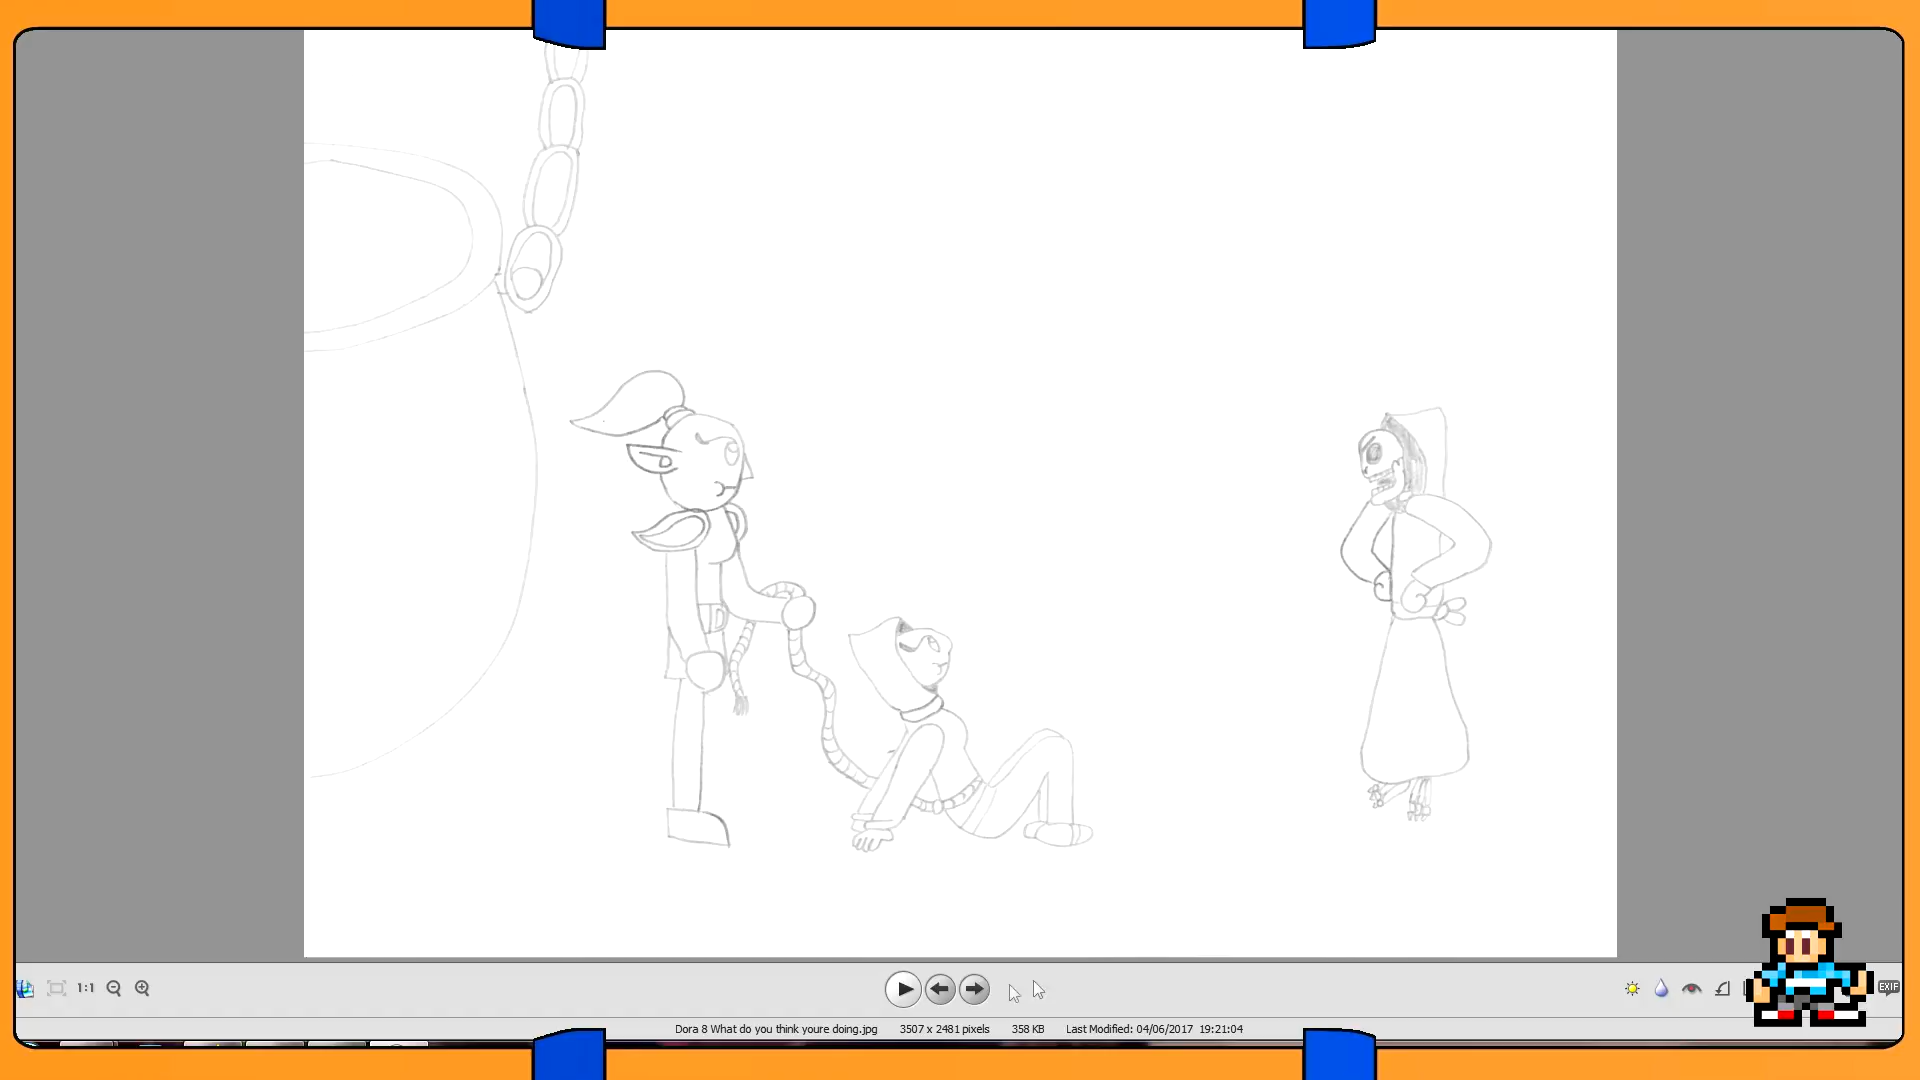 1:1
EXIF
Dora 8 What do you think youre doing.jpg 3507 x 2481 pixels 358 KB Last Modified: 04/06/2017 19:21:04